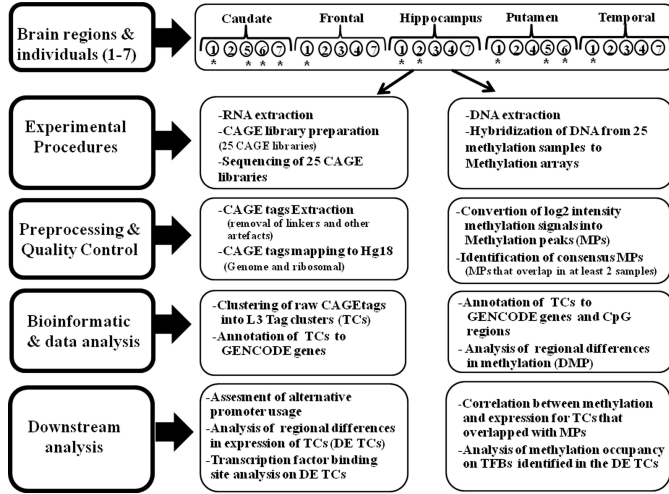 Brain regions &
individuals (1-7)
Caudate Frontal Hippocampus Putamen Temporal
1 2 5 6 7 1 2 3 4 7 1 2 3 4 7 1 2 4 5 6 1 2 3 4 7
* * * * * * * * * * *
Experimental
Procedures
-RNA extraction
-CAGE library preparation
(25 CAGE libraries)
-Sequencing of 25 CAGE
libraries
-DNA extraction
-Hybridization of DNA from 25
methylation samples to
Methylation arrays
Preprocessing &
Quality Control
-CAGE tags Extraction
(removal of linkers and other
artefacts)
-CAGE tags mapping to Hg18
(Genome and ribosomal)
-Convertion of log2 intensity
methylation signals into
Methylation peaks (MPs)
-Identification of consensus MPs
(MPs that overlap in at least 2 samples)
Bioinformatic
& data analysis
-Clustering of raw CAGEtags
into L3 Tag clusters (TCs)
-Annotation of TCs to
GENCODE genes
-Annotation of TCs to
GENCODE genes and CpG
regions
-Analysis of regional differences
in methylation (DMP)
Downstream
analysis
-Assesment of alternative
promoter usage
-Analysis of regional differences
in expression of TCs (DE TCs)
-Transcription factor binding
site analysis on DE TCs
-Correlation between methylation
and expression for TCs that
overlapped with MPs
-Analysis of methylation occupancy
on TFBs identified in the DE TCs